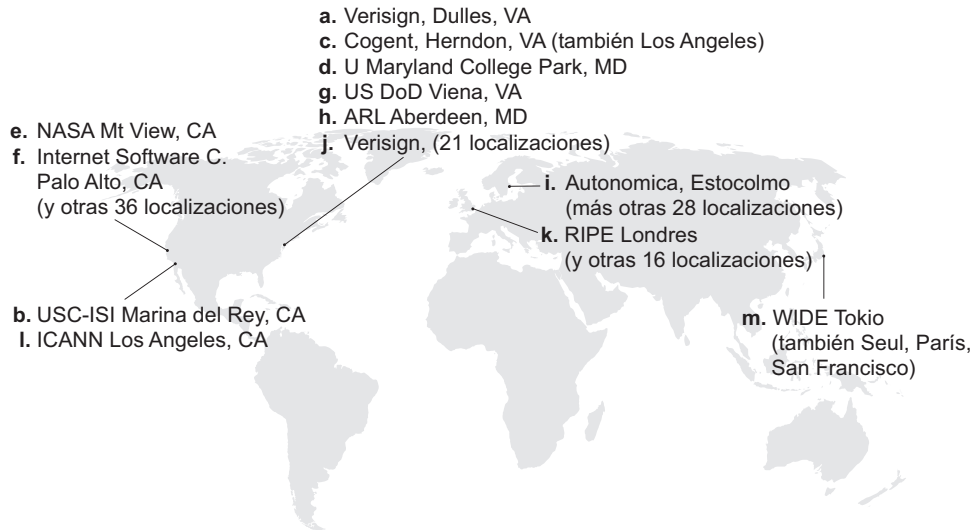 a. Verisign, Dulles, VA
c. Cogent, Herndon, VA (también Los Angeles)
d. U Maryland College Park, MD
g. US DoD Viena, VA
h. ARL Aberdeen, MD
j. Verisign, (21 localizaciones)
e. NASA Mt View, CA
f. Internet Software C.
Palo Alto, CA
(y otras 36 localizaciones)
i. Autonomica, Estocolmo
(más otras 28 localizaciones)
k. RIPE Londres
(y otras 16 localizaciones)
b. USC-ISI Marina del Rey, CA
l. ICANN Los Angeles, CA
m. WIDE Tokio
(también Seul, París,
San Francisco)